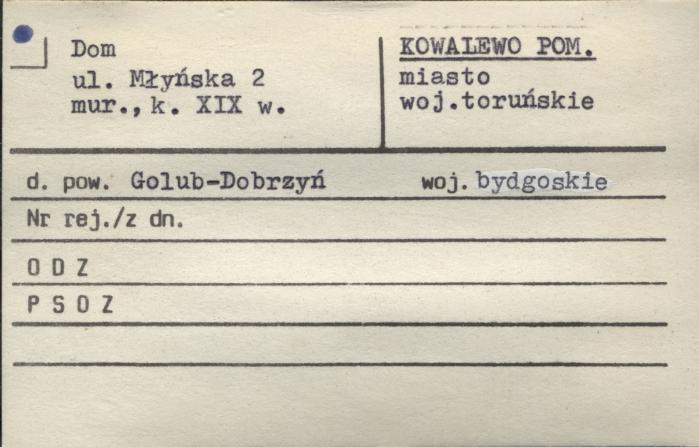 Dom
ul. Młyńska 2
mur., k. XIX w.
KOWALEWO POM.
miasto
woj.toruńskie
d. pow. Golub-Dobrzyń woj. bydgoskie
Nr rej./z dn.
O D Z
P S O Z